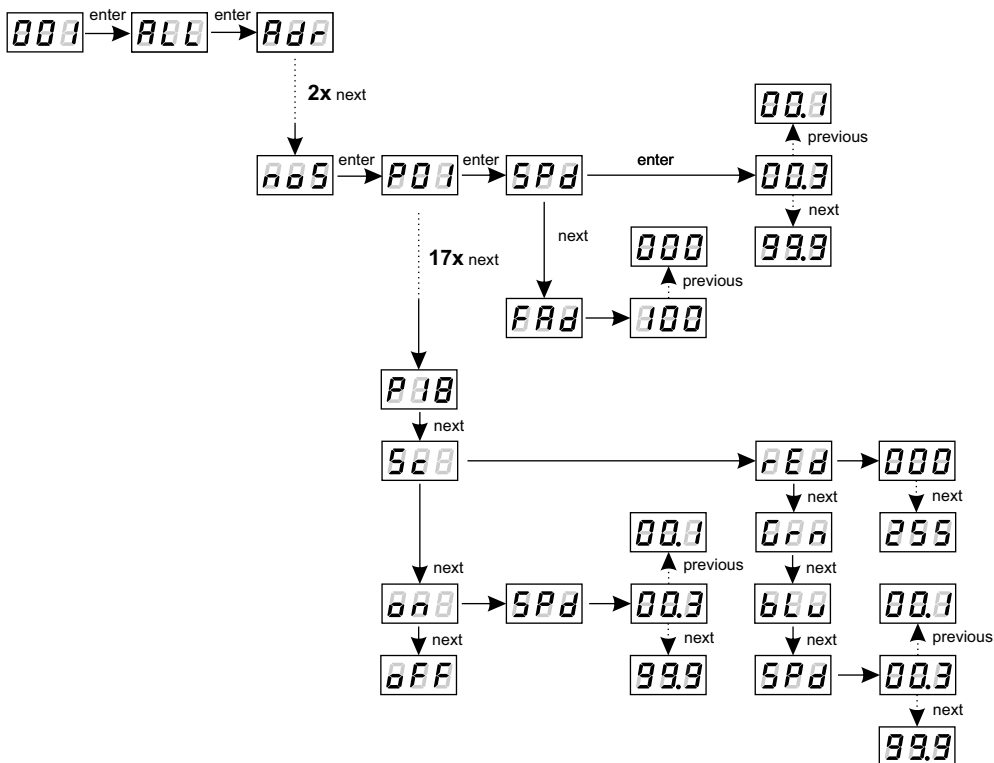 001 enter ALL enter Adr
2x next
00.1
previous
noS enter P01 enter SPd enter 00.3
next
next
17x next
000
99.9
previous
FAd 100
P18
next
Sc rEd 000
next next
Grn 255
00.1
next previous next
on SPd 00.3 bLu 00.1
next next next previous
oFF 99.9 SPd 00.3
next
99.9